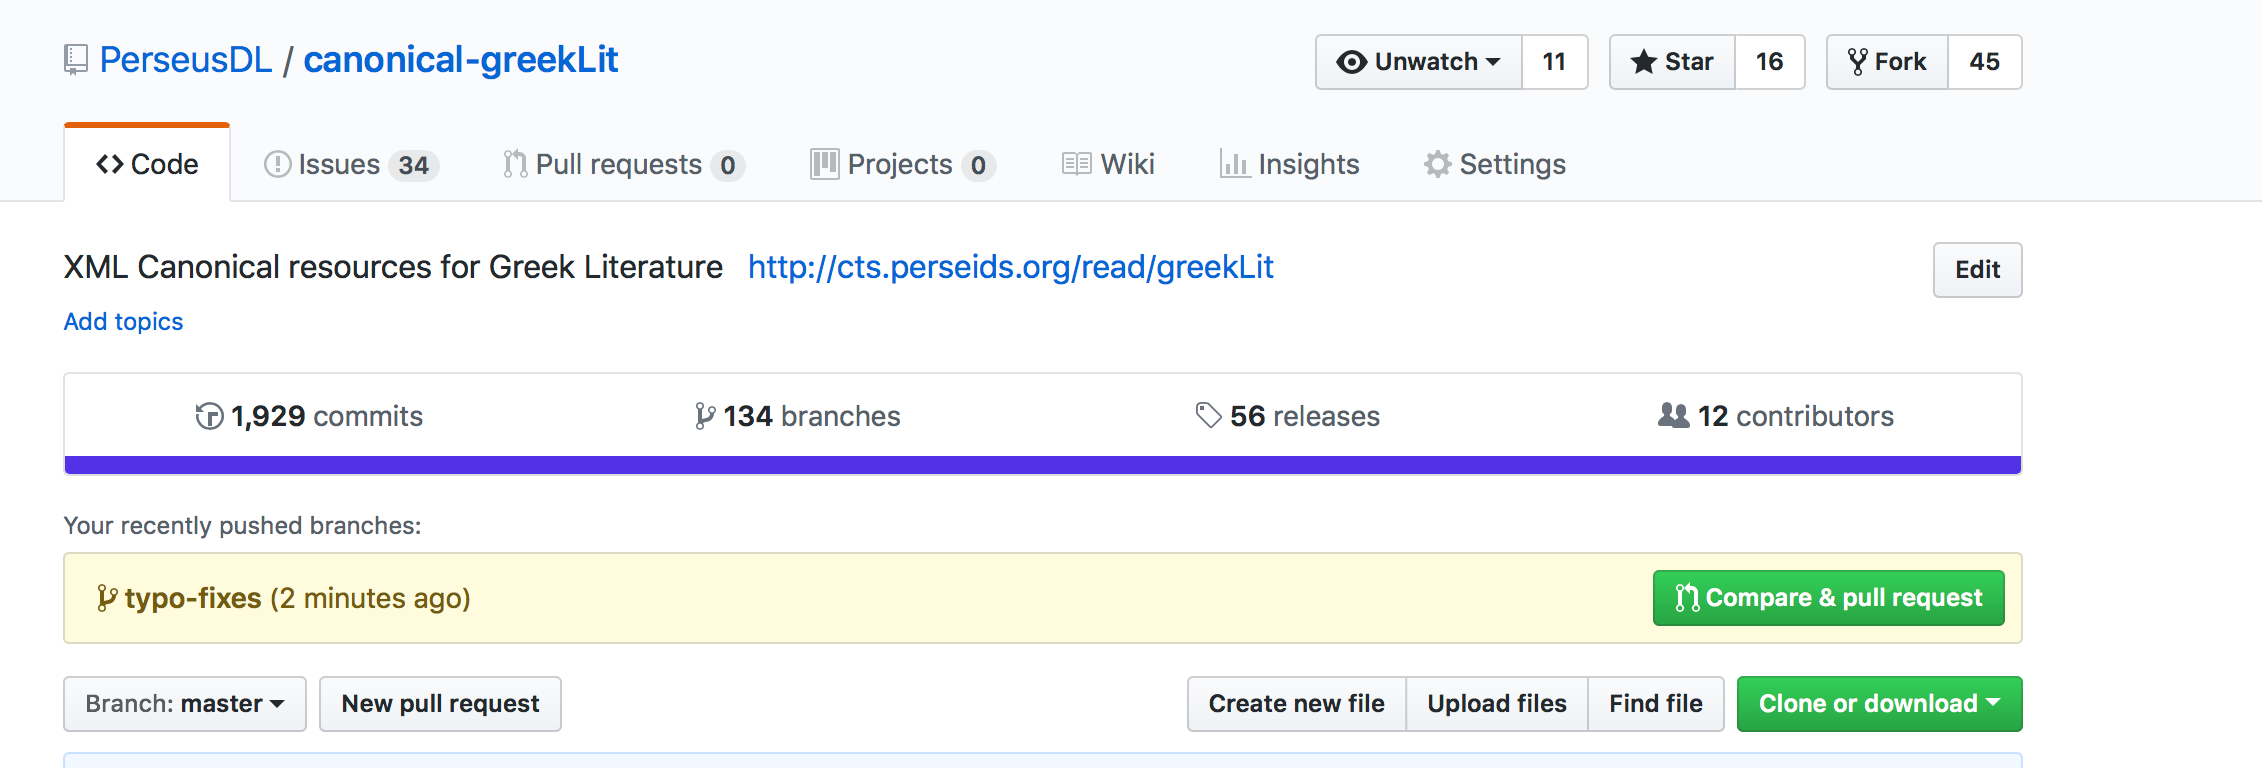 PerseusDL / canonical-greekLit Unwatch 11 Star 16 Fork 45
Code Issues 34 Pull requests 0 Projects 0 Wiki Insights Settings
XML Canonical resources for Greek Literature http://cts.perseids.org/read/greekLit Edit
Add topics
1,929 commits 134 branches 56 releases 12 contributors
Your recently pushed branches:
typo-fixes (2 minutes ago) Compare & pull request
Branch: master New pull request Create new file Upload files Find file Clone or download